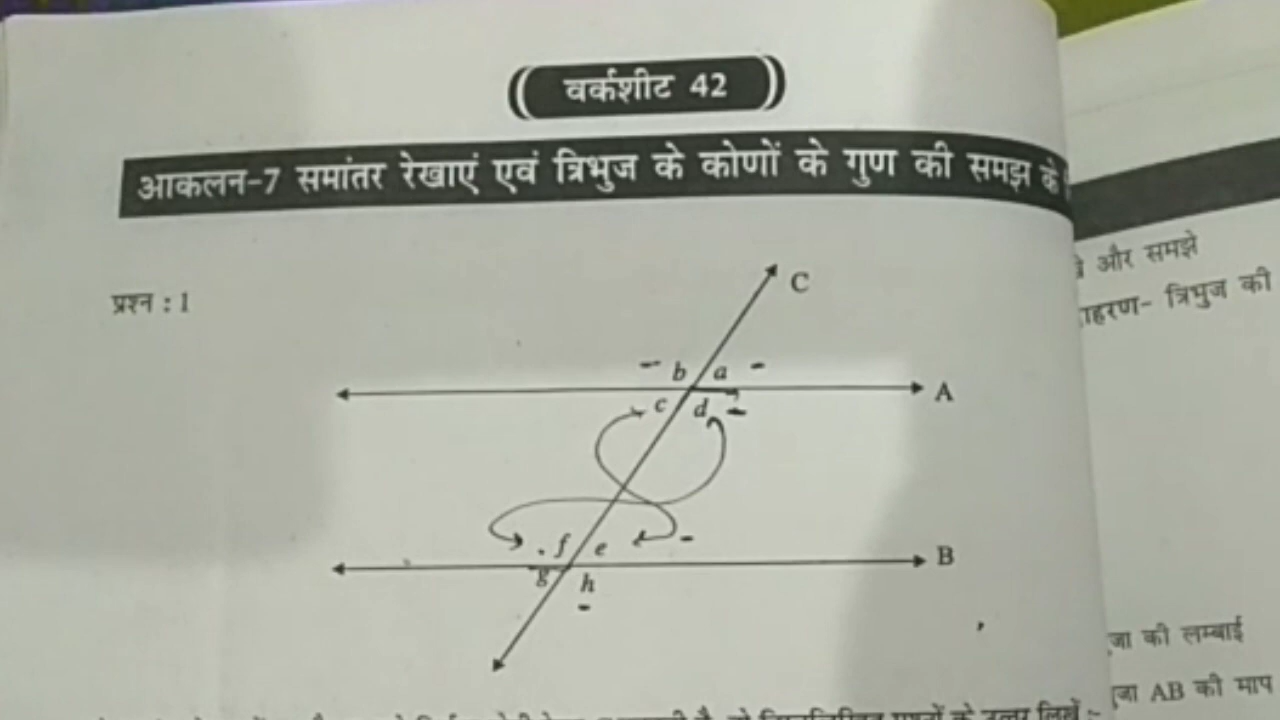 वर्कशीट 42
आकलन-7 समांतर रेखाएं एवं त्रिभुज के कोणों के गुण की समझ के
प्रश्न : 1
C
b a
A
c d
f e
B
g h
और समझे
त्रिभुज की
की लम्बाई
AB की माप